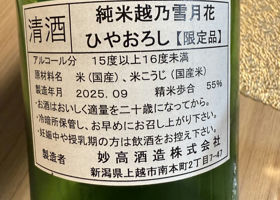 清酒
純米越乃雪月花
ひやおろし【限定品】
アルコール分 15度以上16度未満
原材料名 米(国産)、米こうじ(国産米)
製造年月 2025.09 精米歩合 55%
・お酒はおいしく適量を二十歳になってから。
・冷暗所保管し、お早めにお召し上がり下さい。
・妊娠中や授乳期の方は飲酒をお控え下さい。
製造者 妙高酒造株式会社
新潟県上越市南本町2丁目7-47